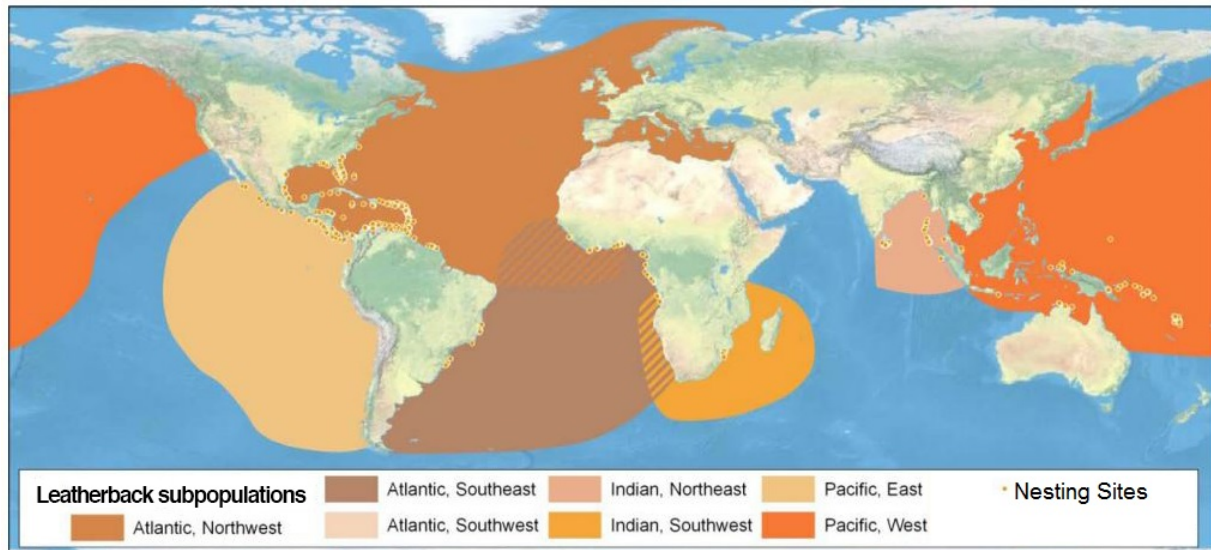 Leatherback subpopulations
Atlantic, Northwest
Atlantic, Southeast
Atlantic, Southwest
Indian, Northeast
Indian, Southwest
Pacific, East
Pacific, West
Nesting Sites